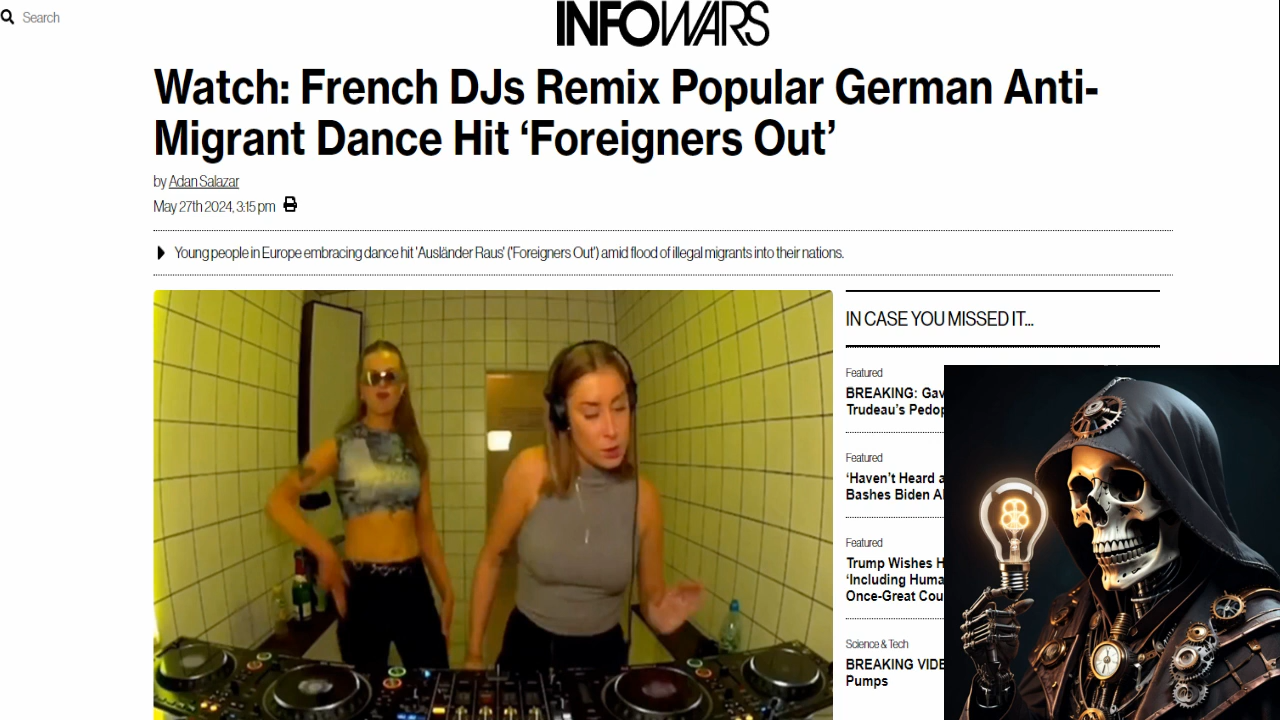 Search
INFOWARS
Watch: French DJs Remix Popular German Anti-
Migrant Dance Hit ‘Foreigners Out’
by Adan Salazar
May 27th 2024, 3:15 pm
Young people in Europe embracing dance hit 'Ausländer Raus' ('Foreigners Out') amid flood of illegal migrants into their nations.
IN CASE YOU MISSED IT...
Featured
BREAKING: Gav
Trudeau’s Pedop
Featured
‘Haven’t Heard a
Bashes Biden A
Featured
Trump Wishes H
‘Including Huma
Once-Great Cou
Science & Tech
BREAKING VIDE
Pumps